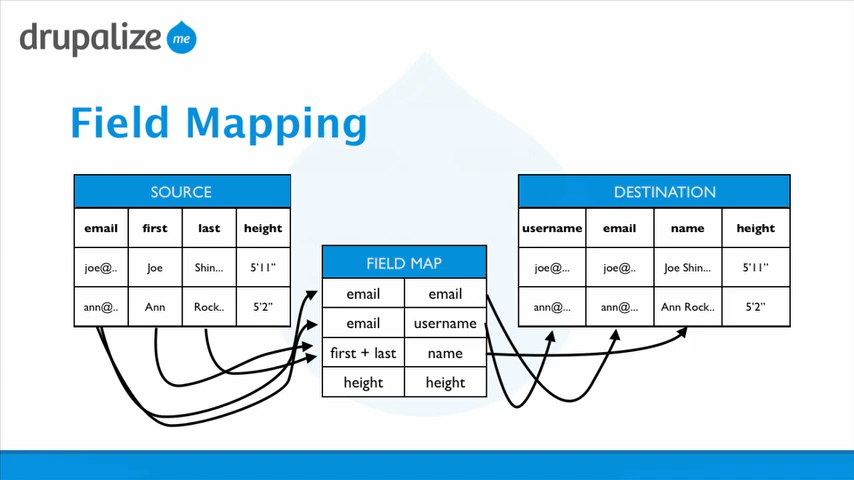 drupalize me
Field Mapping
SOURCE
email first last height
joe@.. Joe Shin... 5'11"
ann@.. Ann Rock.. 5'2"
FIELD MAP
email email
email username
first + last name
height height
DESTINATION
username email name height
joe@... joe@.. Joe Shin... 5'11"
ann@... ann@... Ann Rock.. 5'2"